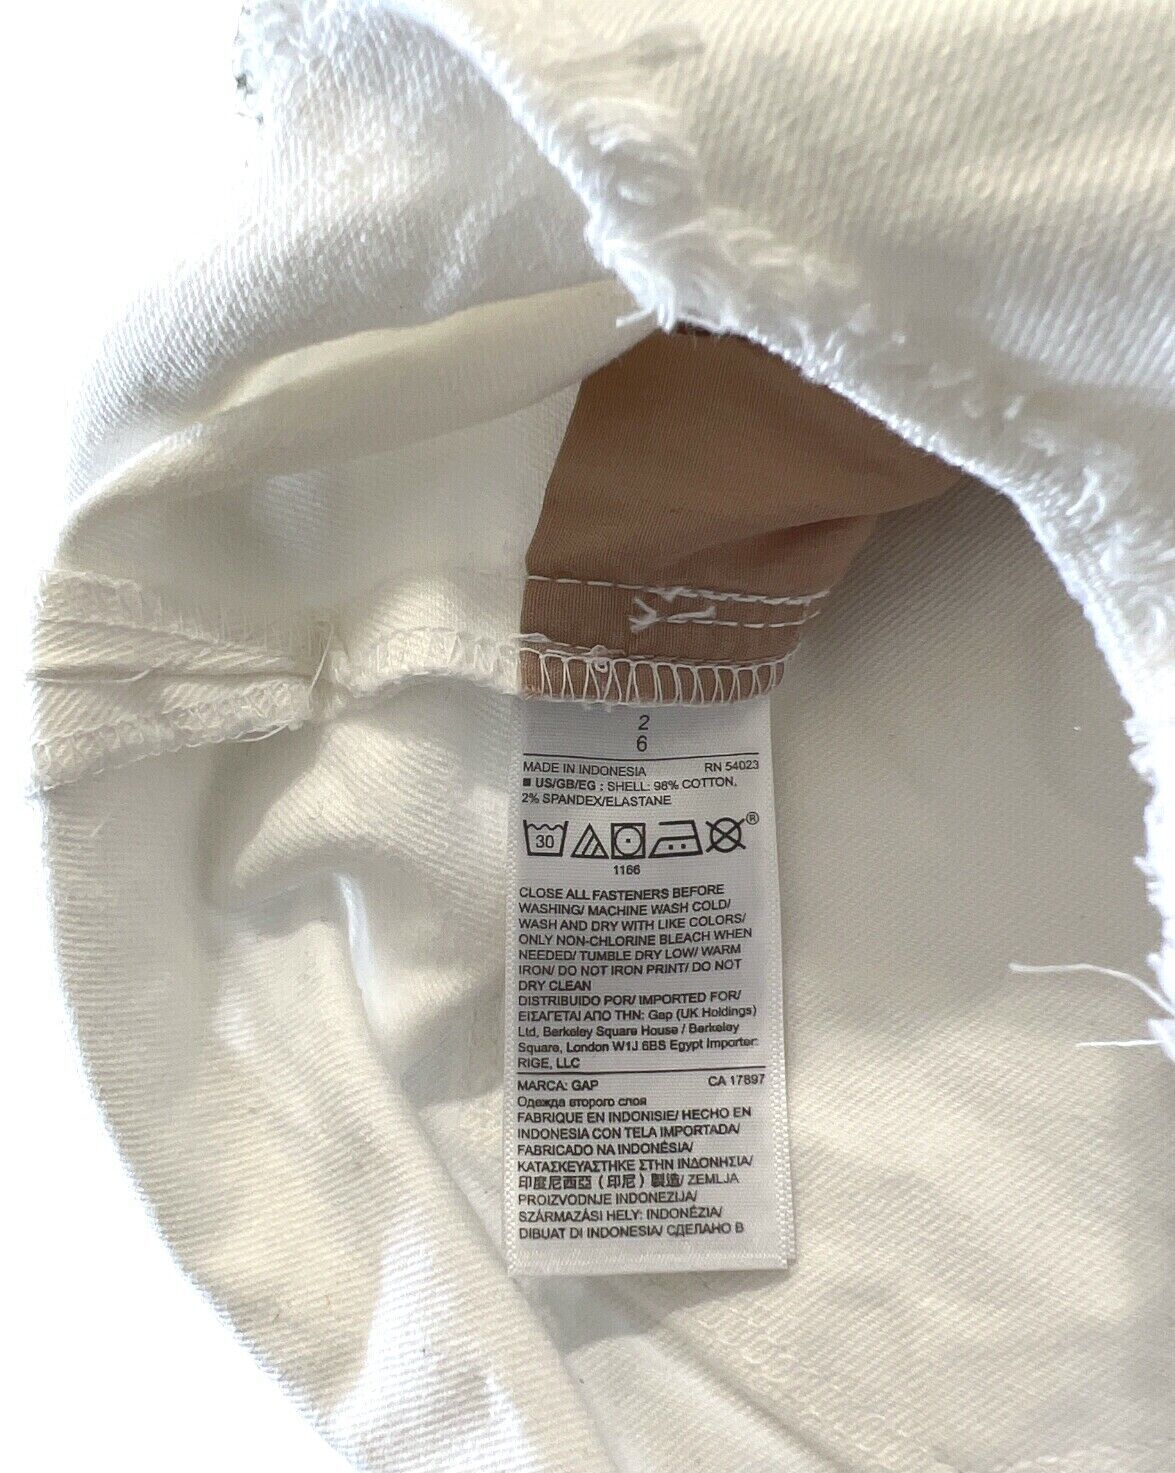 2
6
MADE IN INDONESIA RN 54023
■ US/GB/EG : SHELL: 98% COTTON,
2% SPANDEX/ELASTANE
30 ®
1166
CLOSE ALL FASTENERS BEFORE
WASHING/ MACHINE WASH COLD/
WASH AND DRY WITH LIKE COLORS/
ONLY NON-CHLORINE BLEACH WHEN
NEEDED/ TUMBLE DRY LOW/ WARM
IRON/ DO NOT IRON PRINT/ DO NOT
DRY CLEAN
DISTRIBUIDO POR/ IMPORTED FOR/
ΕΙΣΑΓΕΤΑΙ ΑΠΟ ΤΗΝ: Gap (UK Holdings)
Ltd, Berkeley Square House / Berkeley
Square, London W1J 6BS Egypt Importer:
RIGE, LLC
MARCA: GAP CA 17897
Одежда второго слоя
FABRIQUE EN INDONISIE/ HECHO EN
INDONESIA CON TELA IMPORTADA/
FABRICADO NA INDONÉSIA/
ΚΑΤΑΣΚΕΥΑΣΤΗΚΕ ΣΤΗΝ ΙΝΔΟΝΗΣΙΑ/
印度尼西亞 (印尼) 製造/ ZEMLJA
PROIZVODNJE INDONEZIJA/
SZÁRMAZÁSI HELY: INDONÉZIA/
DIBUAT DI INDONESIA/ СДЕЛАНО В